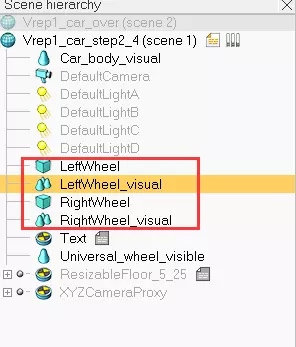 Scene hierarchy
Vrep1_car_over (scene 2)
Vrep1_car_step2_4 (scene 1)
Car_body_visual
DefaultCamera
DefaultLightA
DefaultLightB
DefaultLightC
DefaultLightD
LeftWheel
LeftWheel_visual
RightWheel
RightWheel_visual
Text
Universal_wheel_visible
ResizableFloor_5_25
XYZCameraProxy